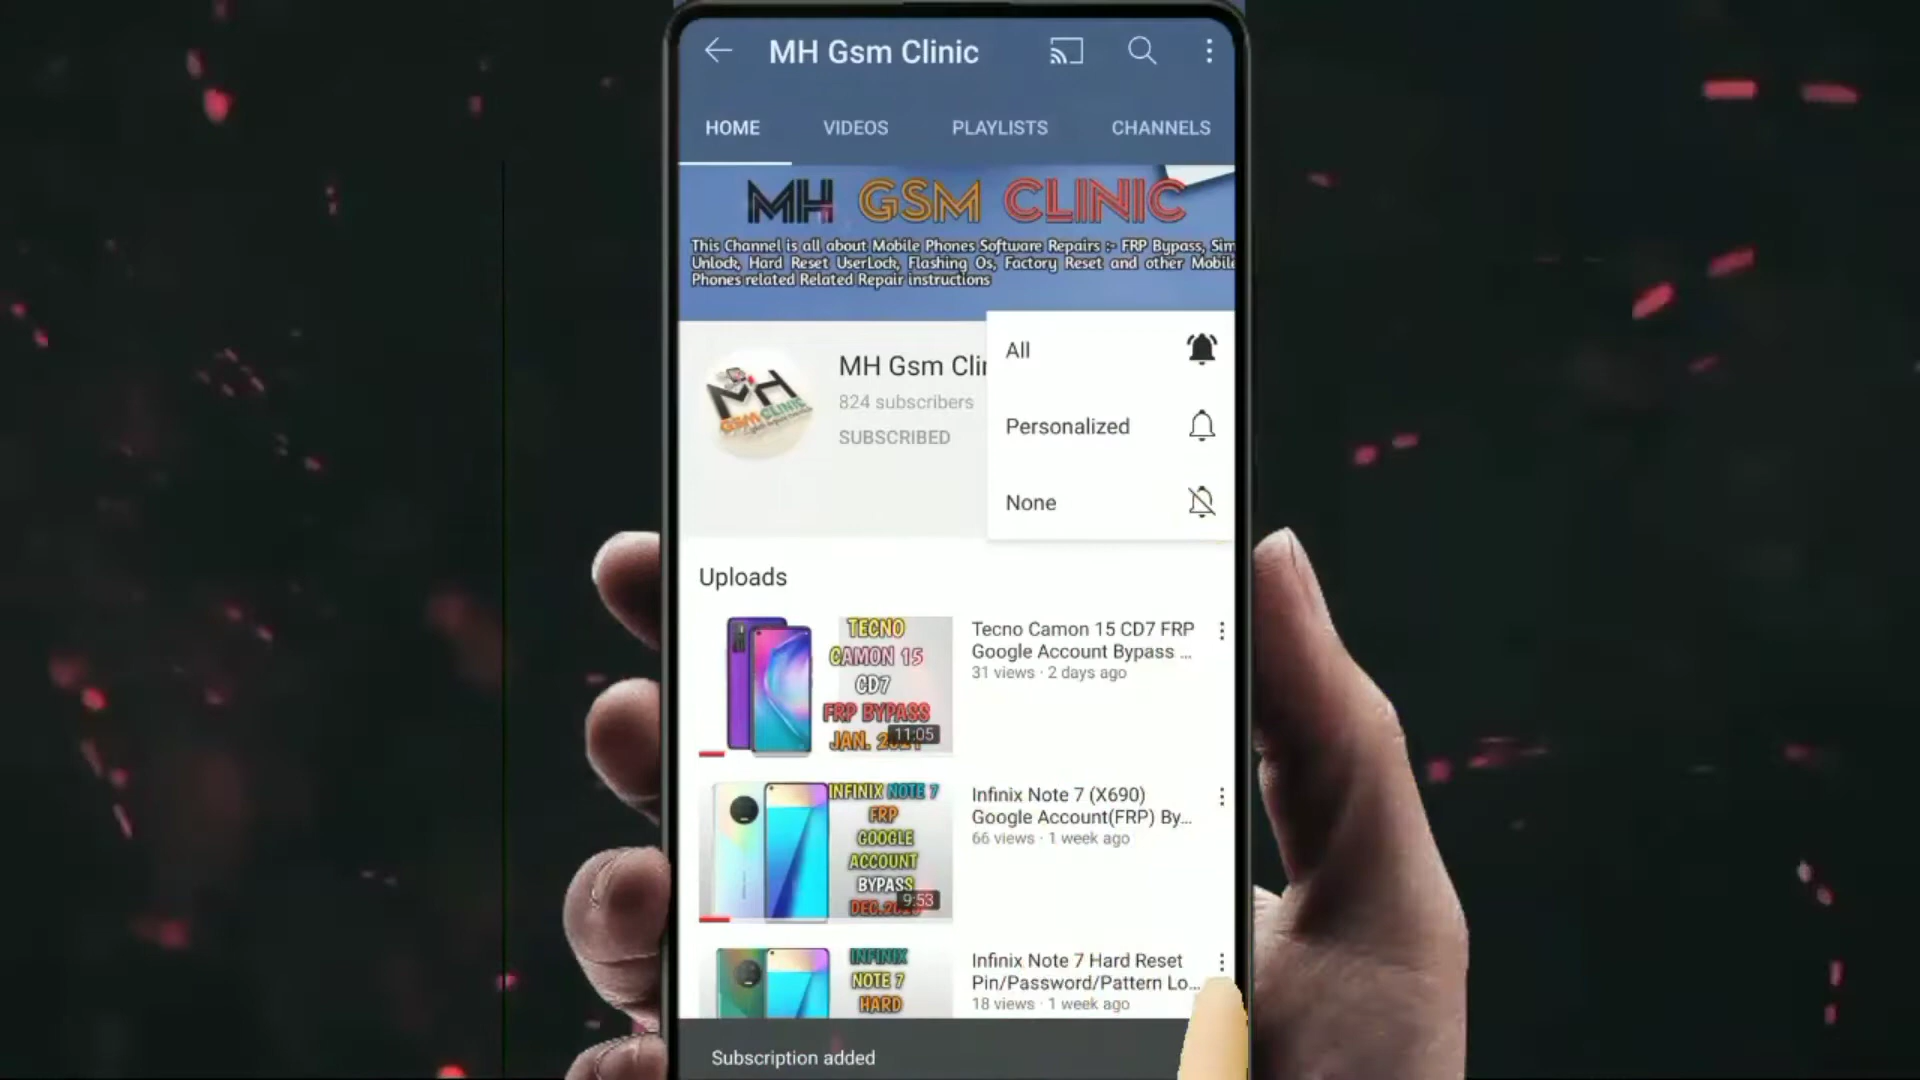 MH Gsm Clinic
HOME VIDEOS PLAYLISTS CHANNELS
MH GSM CLINIC
This Channel is all about Mobile Phones Software Repairs :- FRP Bypass, Sim
Unlock, Hard Reset UserLock, Flashing Os, Factory Reset and other Mobile
Phones related Related Repair instructions
MH
GSM CLINIC
MH Gsm Clin
824 subscribers
SUBSCRIBED
All
Personalized
None
Uploads
TECNO
CAMON 15
CD7
FRP BYPASS
JAN.
11:05
Tecno Camon 15 CD7 FRP
Google Account Bypass ...
31 views · 2 days ago
INFINIX NOTE 7
FRP
GOOGLE
ACCOUNT
BYPASS
9:53
Infinix Note 7 (X690)
Google Account(FRP) By...
66 views · 1 week ago
INFINIX
NOTE 7
HARD
Infinix Note 7 Hard Reset
Pin/Password/Pattern Lo...
18 views · 1 week ago
Subscription added